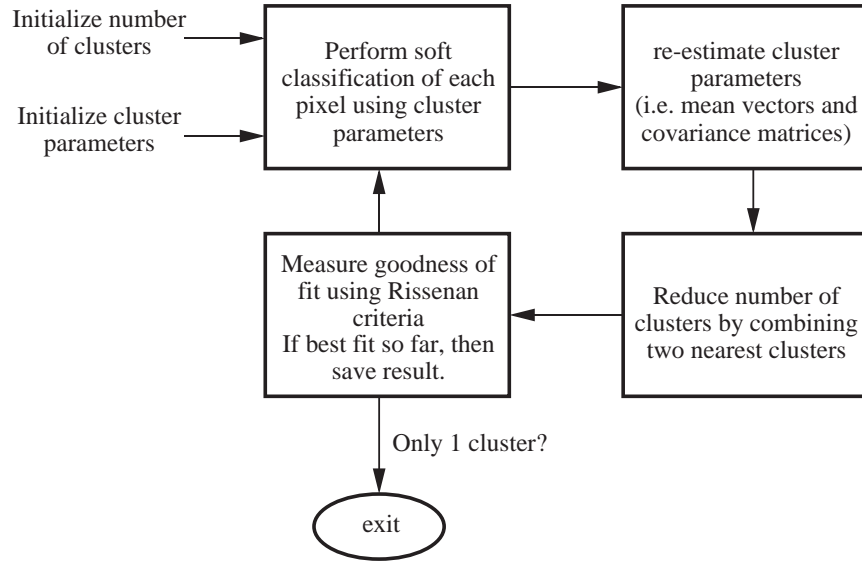 Initialize number
of clusters
Initialize cluster
parameters
Perform soft
classification of each
pixel using cluster
parameters
re-estimate cluster
parameters
(i.e. mean vectors and
covariance matrices)
Measure goodness of
fit using Rissenan
criteria
If best fit so far, then
save result.
Reduce number of
clusters by combining
two nearest clusters
Only 1 cluster?
exit